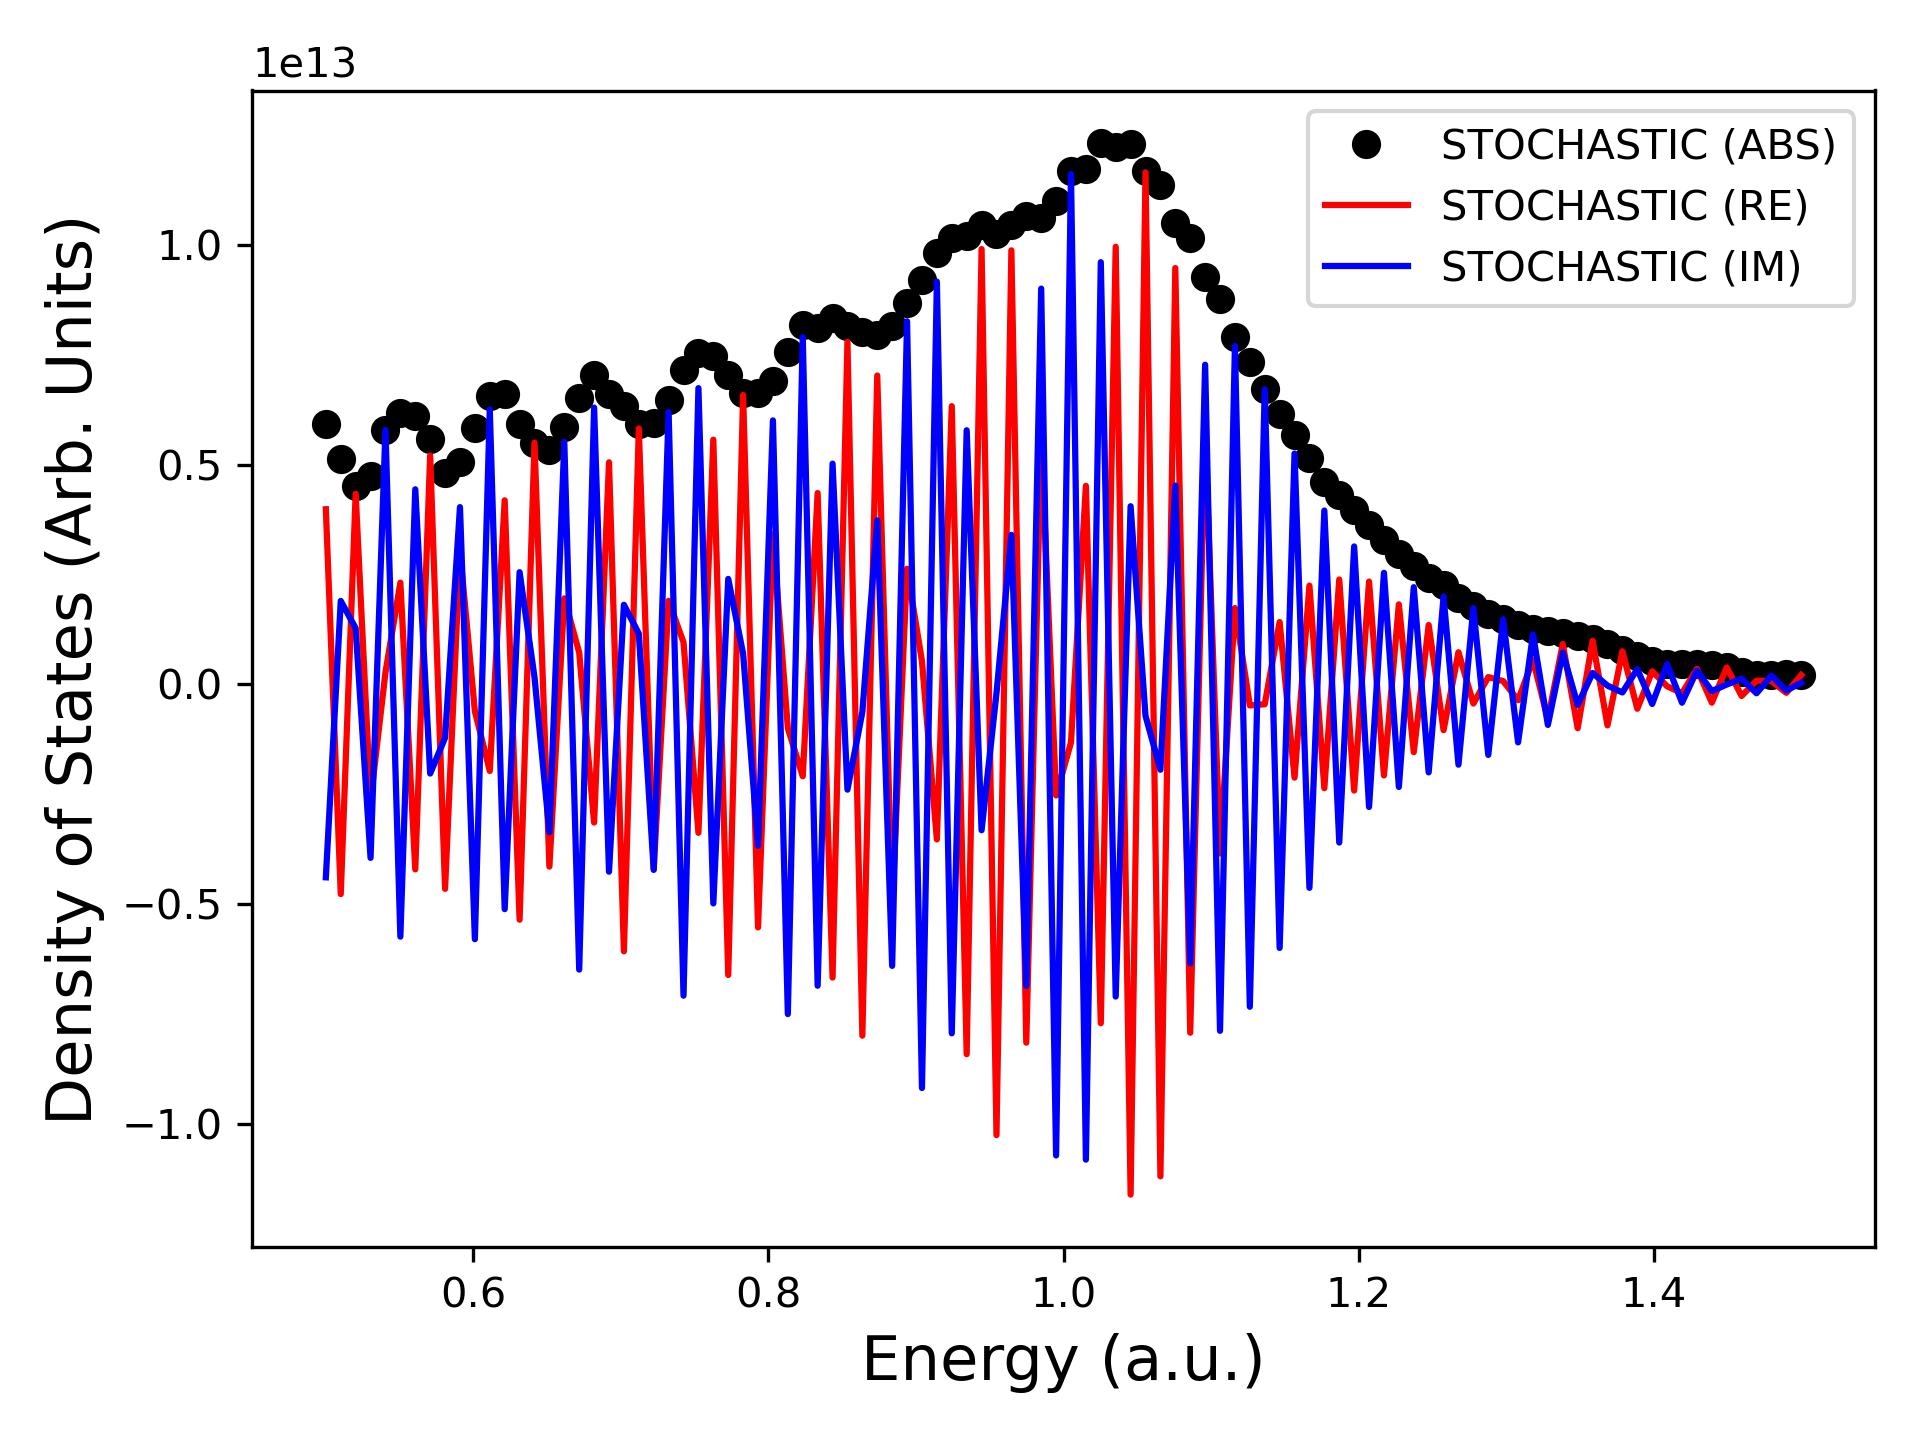 1e13
STOCHASTIC (ABS)
STOCHASTIC (RE)
STOCHASTIC (IM)
Density of States (Arb. Units)
1.0
0.5
0.0
−0.5
−1.0
0.6 0.8 1.0 1.2 1.4
Energy (a.u.)